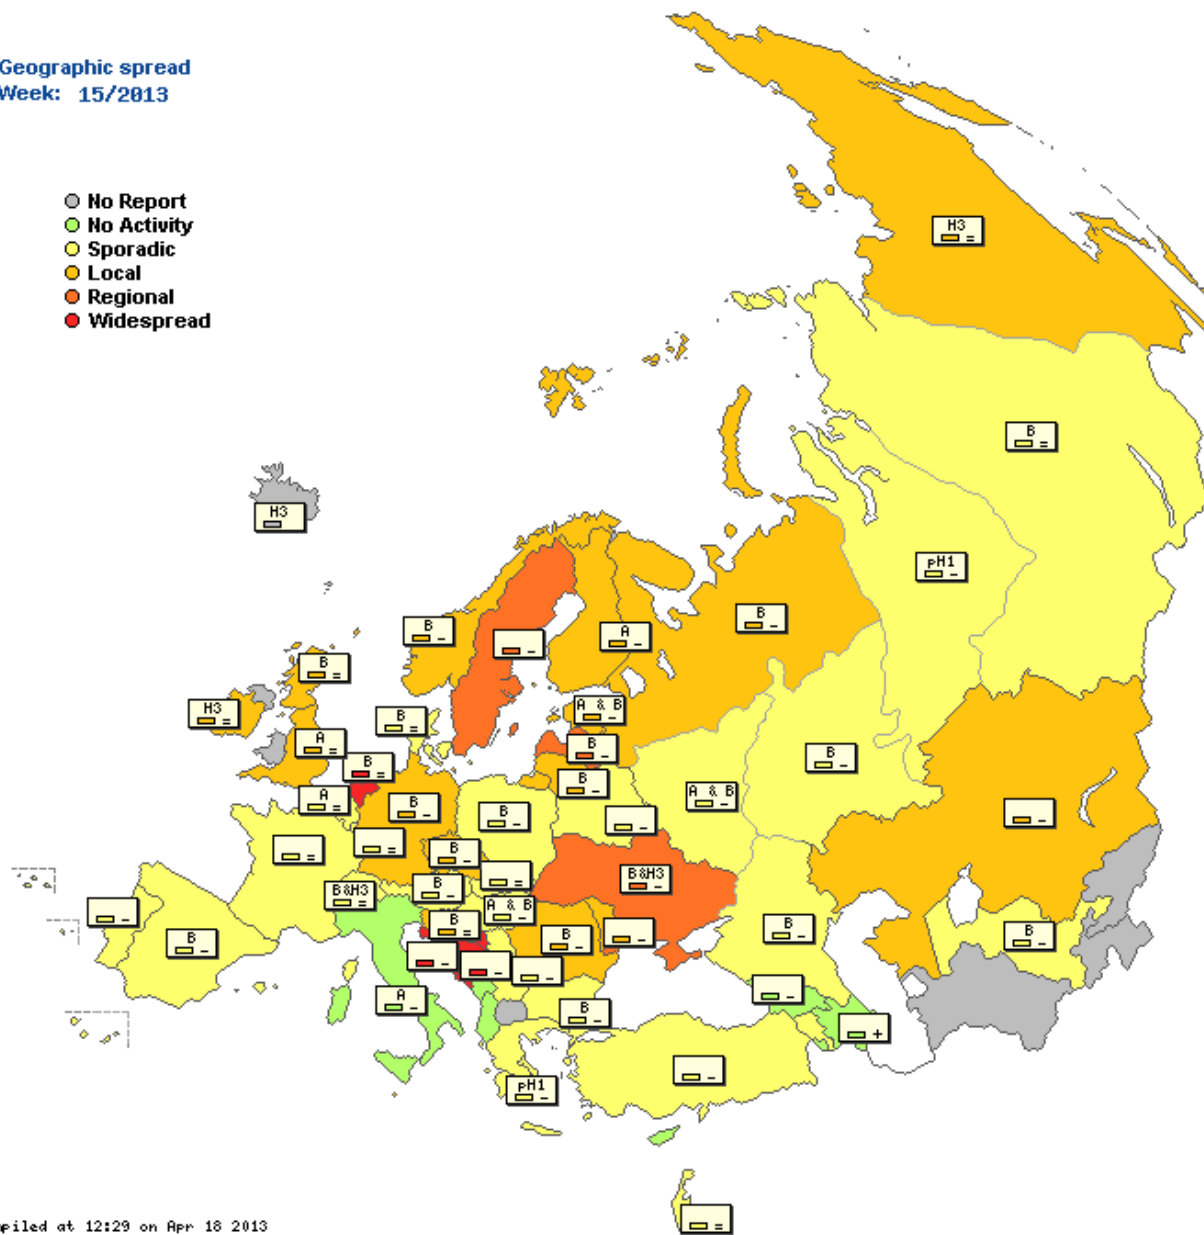 Geographic spread
Week: 15/2013
No Report
No Activity
Sporadic
Local
Regional
Widespread
H3
=
B
=
H3
pH1
-
B
-
B
-
-
A
-
B
=
A & B
-
H3
=
B
=
A
=
B
-
B
=
B
-
B
-
A & B
-
A
=
B
-
B
-
-
-
=
=
B
-
=
B&H3
-
B&H3
=
B
-
A & B
-
-
B
-
B
=
B
-
-
B
-
B
-
-
-
-
-
A
-
B
-
-
+
-
pH1
-
=
piled at 12:29 on Apr 18 2013